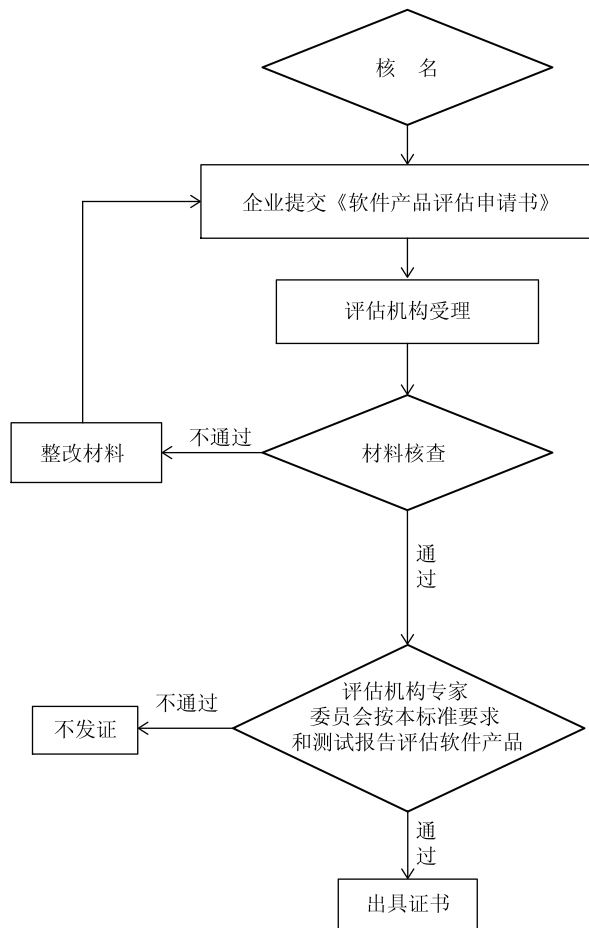 核 名
企业提交《软件产品评估申请书》
评估机构受理
不通过
整改材料
材料核查
通
过
评估机构专家
不通过
委员会按本标准要求
不发证
和测试报告评估软件产品
通
过
出具证书